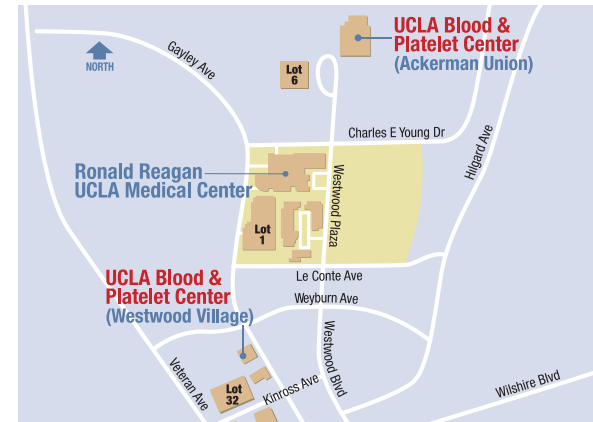 UCLA Blood &
Platelet Center
(Ackerman Union)
NORTH
Gayley Ave
Lot
6
Charles E Young Dr
Hilgard Ave
Ronald Reagan
UCLA Medical Center
Westwood Plaza
Lot
1
Le Conte Ave
UCLA Blood &
Platelet Center
(Westwood Village)
Weyburn Ave
Westwood Blvd
Veteran Ave
Lot
32
Kinross Ave
Wilshire Blvd